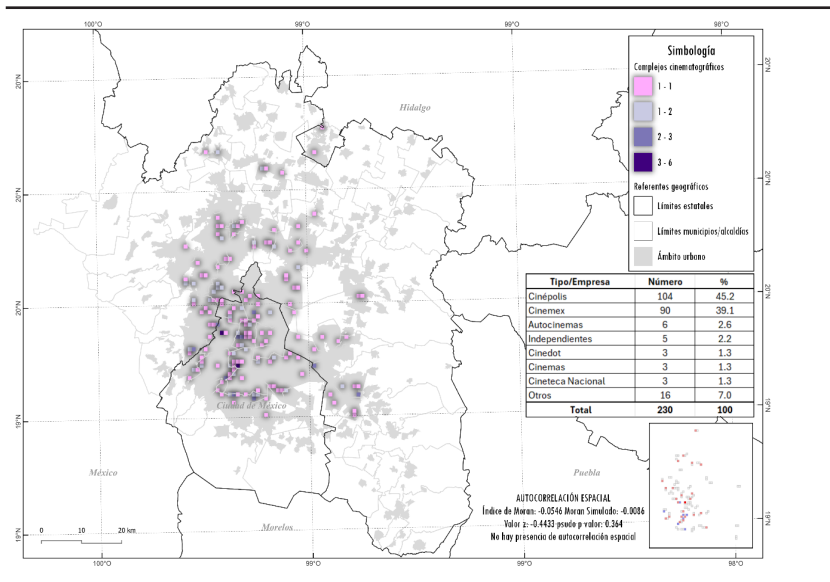 100°O
99°O
99°O
98°O
20°N
20°N
20°N
20°N
20°N
20°N
19°N
19°N
19°N
19°N
Simbología
Complejos cinematográficos
1 - 1
1 - 2
2 - 3
3 - 6
Referentes geográficos
Límites estatales
Límites municipios/alcaldías
Ámbito urbano
Hidalgo
Ciudad de México
México
Morelos
Puebla
Tipo/Empresa Número %
Cinépolis 104 45.2
Cinemex 90 39.1
Autocinemas 6 2.6
Independientes 5 2.2
Cinedot 3 1.3
Cinemas 3 1.3
Cineteca Nacional 3 1.3
Otros 16 7.0
Total 230 100
AUTOCORRELACIÓN ESPACIAL
Índice de Moran: -0.0546 Moran Simulado: -0.0086
Valor z: -0.4433 psudo p valor: 0.364
No hay presencia de autocorrelación espacial
0 10 20 km
100°O
99°O
99°O
98°O